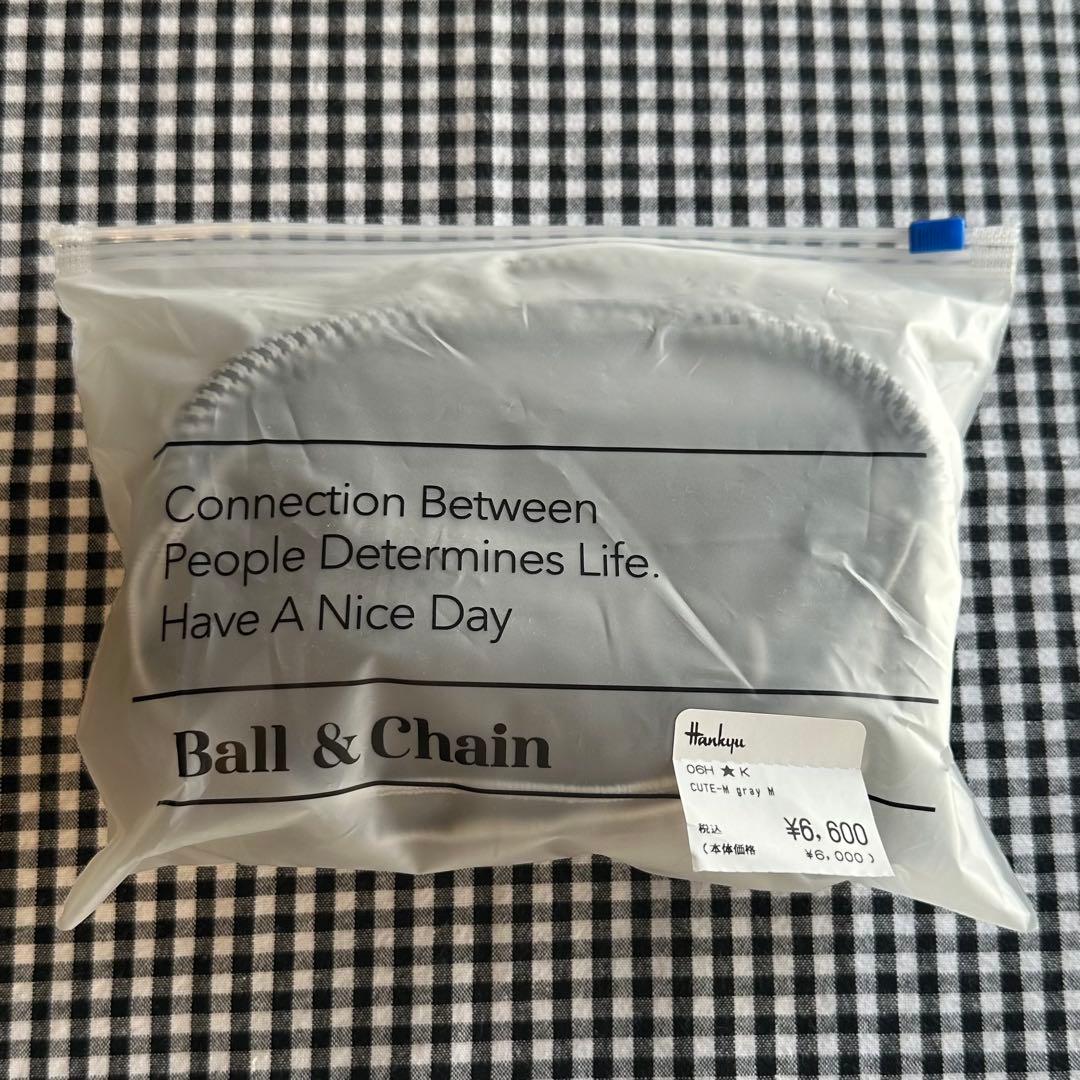 Connection Between
People Determines Life.
Have A Nice Day
Ball & Chain
Hankyu
06H ★ K
CUTE-M gray M
税込 ¥6,600
(本体価格 ¥6,000)